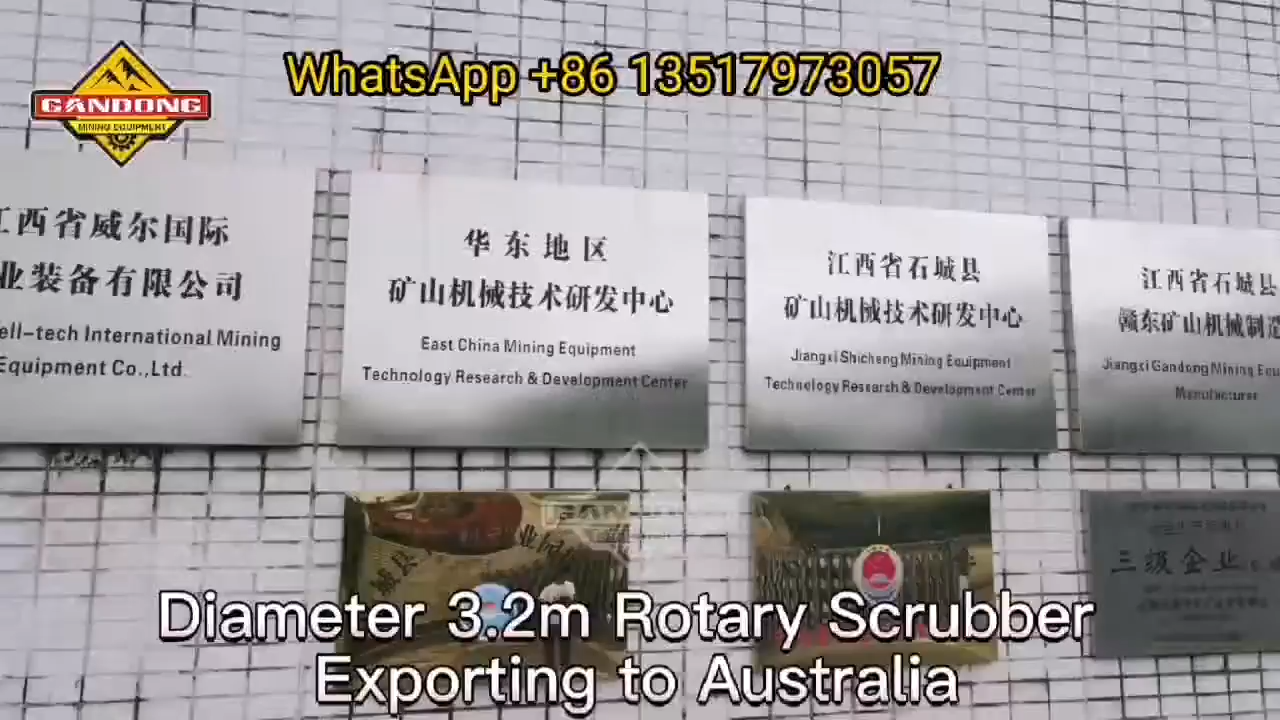 WhatsApp +86 13517973057
GANDONG
MINING EQUIPMENT
江西省威尔国际
业装备有限公司
ell-tech International Mining
Equipment Co.,Ltd.
华东地区
矿山机械技术研发中心
East China Mining Equipment
Technology Research & Development Center
江西省石城县
矿山机械技术研发中心
Jiangxi Shicheng Mining Equipment
Technology Research & Development Center
江西省石城县
赣东矿山机械制造
Jiangxi Gandong Mining Equ
Manufacturer
三级企业
Diameter 3.2m Rotary Scrubber
Exporting to Australia